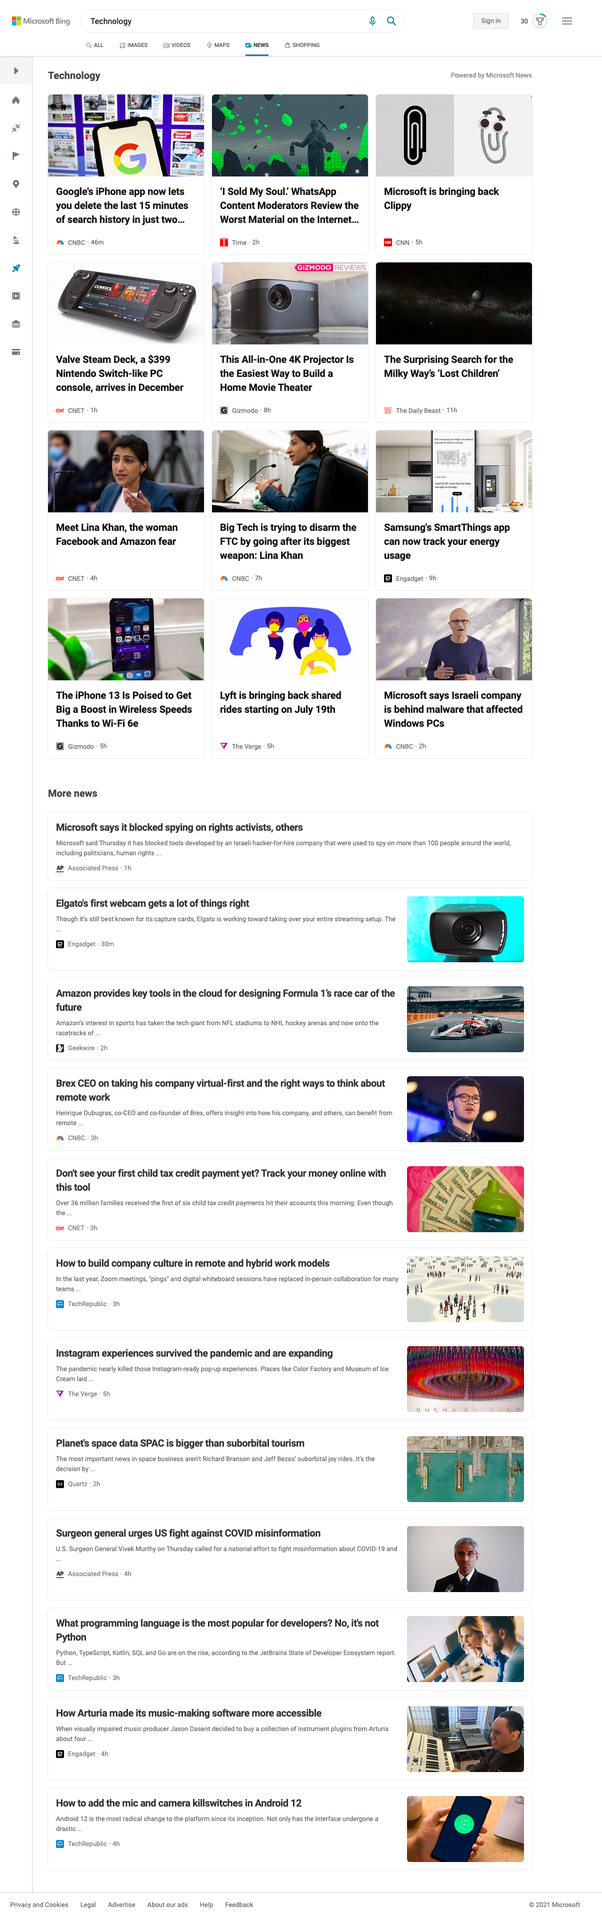 Microsoft Bing
Technology
Sign in
30
ALL
IMAGES
VIDEOS
MAPS
NEWS
SHOPPING
Technology
Powered by Microsoft News
Google's iPhone app now lets
you delete the last 15 minutes
of search history in just two...
CNBC · 46m
'I Sold My Soul.' WhatsApp
Content Moderators Review the
Worst Material on the Internet...
Time · 2h
Microsoft is bringing back
Clippy
CNN · 5h
Valve Steam Deck, a $399
Nintendo Switch-like PC
console, arrives in December
CNET · 1h
GIZMODO REVIEWS
This All-in-One 4K Projector Is
the Easiest Way to Build a
Home Movie Theater
Gizmodo · 8h
The Surprising Search for the
Milky Way's 'Lost Children'
The Daily Beast · 11h
Meet Lina Khan, the woman
Facebook and Amazon fear
CNET · 4h
Big Tech is trying to disarm the
FTC by going after its biggest
weapon: Lina Khan
CNBC · 7h
Samsung's SmartThings app
can now track your energy
usage
Engadget · 9h
The iPhone 13 Is Poised to Get
Big a Boost in Wireless Speeds
Thanks to Wi-Fi 6e
Gizmodo · 5h
Lyft is bringing back shared
rides starting on July 19th
The Verge · 5h
Microsoft says Israeli company
is behind malware that affected
Windows PCs
CNBC · 2h
More news
Microsoft says it blocked spying on rights activists, others
Microsoft said Thursday it has blocked tools developed by an Israeli hacker-for-hire company that were used to spy on more than 100 people around the world,
including politicians, human rights ...
AP Associated Press · 1h
Elgato's first webcam gets a lot of things right
Though it's still best known for its capture cards, Elgato is working toward taking over your entire streaming setup. The
...
Engadget · 30m
Amazon provides key tools in the cloud for designing Formula 1's race car of the
future
Amazon's interest in sports has taken the tech giant from NFL stadiums to NHL hockey arenas and now onto the
racetracks of ...
Geekwire · 2h
Brex CEO on taking his company virtual-first and the right ways to think about
remote work
Henrique Dubugras, co-CEO and co-founder of Brex, offers insight into how his company, and others, can benefit from
remote ...
CNBC · 3h
Don't see your first child tax credit payment yet? Track your money online with
this tool
Over 36 million families received the first of six child tax credit payments hit their accounts this morning. Even though
the ...
CNET · 3h
How to build company culture in remote and hybrid work models
In the last year, Zoom meetings, "pings" and digital whiteboard sessions have replaced in-person collaboration for many
teams ...
TechRepublic · 3h
Instagram experiences survived the pandemic and are expanding
The pandemic nearly killed those Instagram-ready pop-up experiences. Places like Color Factory and Museum of Ice
Cream laid ...
The Verge · 5h
Planet's space data SPAC is bigger than suborbital tourism
The most important news in space business aren't Richard Branson and Jeff Bezos' suborbital joy rides. It's the
decision by ...
Quartz · 2h
Surgeon general urges US fight against COVID misinformation
U.S. Surgeon General Vivek Murthy on Thursday called for a national effort to fight misinformation about COVID-19 and
...
AP Associated Press · 4h
What programming language is the most popular for developers? No, it's not
Python
Python, TypeScript, Kotlin, SQL and Go are on the rise, according to the JetBrains State of Developer Ecosystem report.
But ...
TechRepublic · 3h
How Arturia made its music-making software more accessible
When visually impaired music producer Jason Dasent decided to buy a collection of instrument plugins from Arturia
about four ...
Engadget · 4h
How to add the mic and camera killswitches in Android 12
Android 12 is the most radical change to the platform since its inception. Not only has the interface undergone a
drastic ...
TechRepublic · 4h
Privacy and Cookies
Legal
Advertise
About our ads
Help
Feedback
© 2021 Microsoft